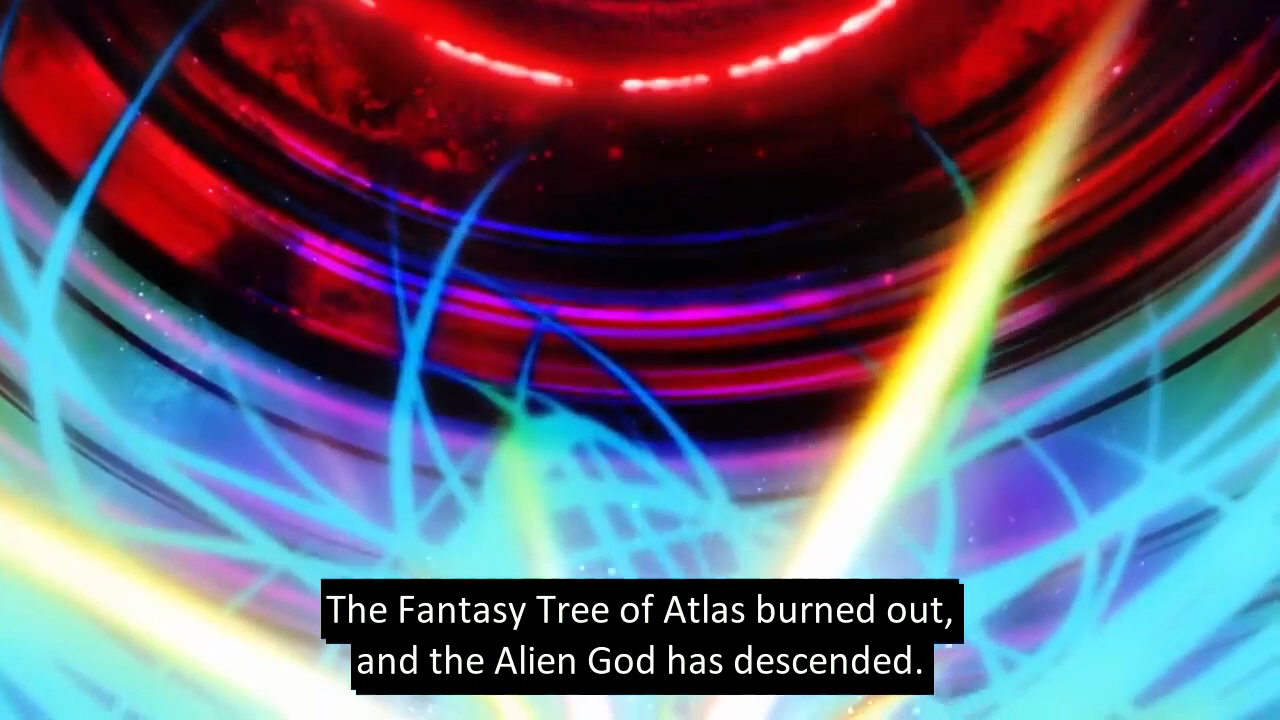 The Fantasy Tree of Atlas burned out,
and the Alien God has descended.